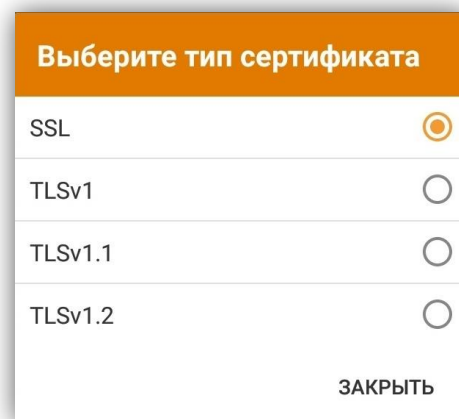 Выберите тип сертификата
SSL
TLSv1
TLSv1.1
TLSv1.2
ЗАКРЫТЬ